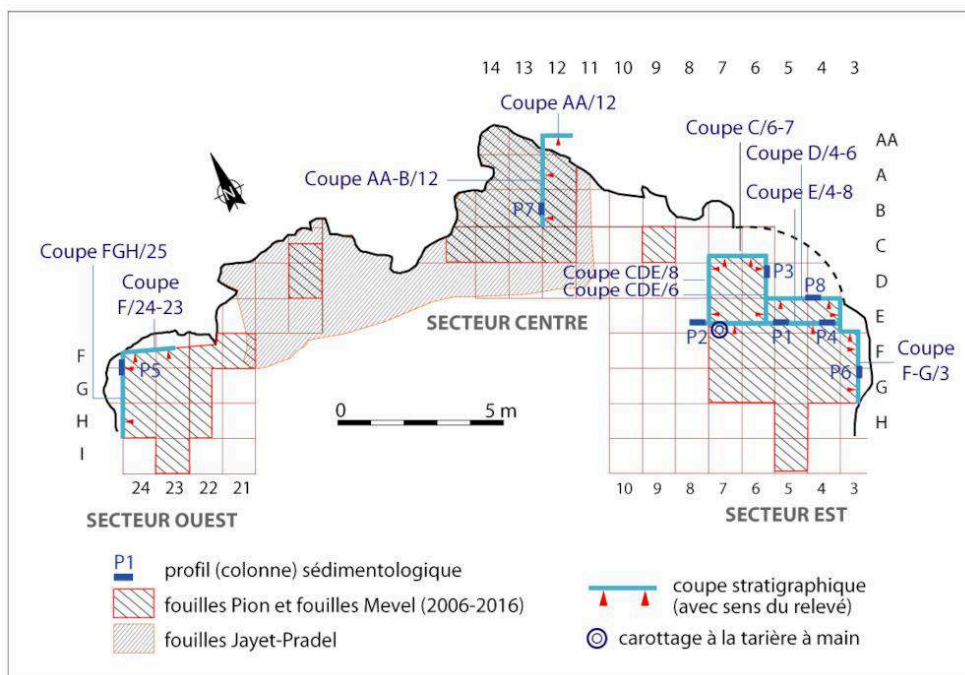 14 13 12 11 10 9 8 7 6 5 4 3
Coupe AA/12
Coupe C/6-7
AA
Coupe D/4-6
Coupe AA-B/12
A
Coupe E/4-8
N
P7
B
C
Coupe FGH/25
Coupe CDE/8
P3
D
Coupe
F/24-23
Coupe CDE/6
P8
E
SECTEUR CENTRE
P2
P1
P4
F
P5
F
Coupe
F-G/3
G
P6
G
H
0 5 m
H
I
24 23 22 21
10 9 8 7 6 5 4 3
SECTEUR OUEST
SECTEUR EST
P1
profil (colonne) sédimentologique
fouilles Pion et fouilles Mevel (2006-2016)
fouilles Jayet-Pradel
coupe stratigraphique
(avec sens du relevé)
carottage à la tarière à main